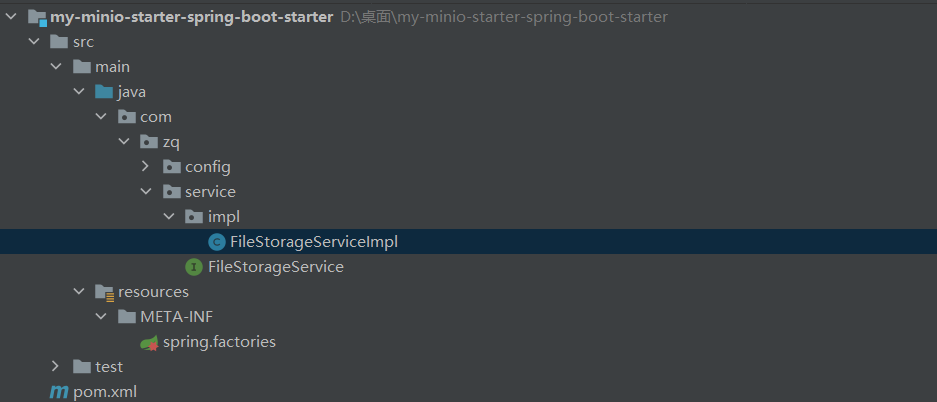 my-minio-starter-spring-boot-starter D:\桌面\my-minio-starter-spring-boot-starter
src
main
java
com
zq
config
service
impl
C FileStorageServiceImpl
I FileStorageService
resources
META-INF
spring.factories
test
m pom.xml